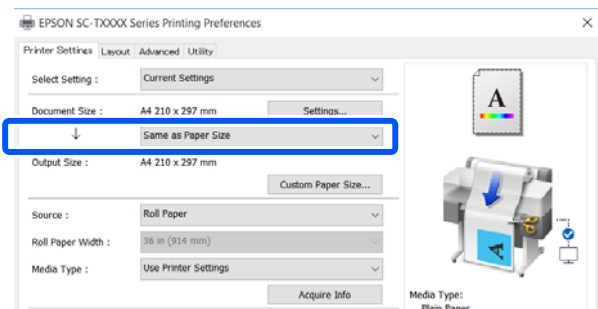 EPSON SC-TXXXX Series Printing Preferences
Printer Settings Layout Advanced Utility
Select Setting : Current Settings
Document Size : A4 210 x 297 mm Settings...
↓ Same as Paper Size
Output Size : A4 210 x 297 mm
Custom Paper Size...
Source : Roll Paper
Roll Paper Width : 36 in (914 mm)
Media Type : Use Printer Settings
Acquire Info
A
Media Type:
Plain Paper